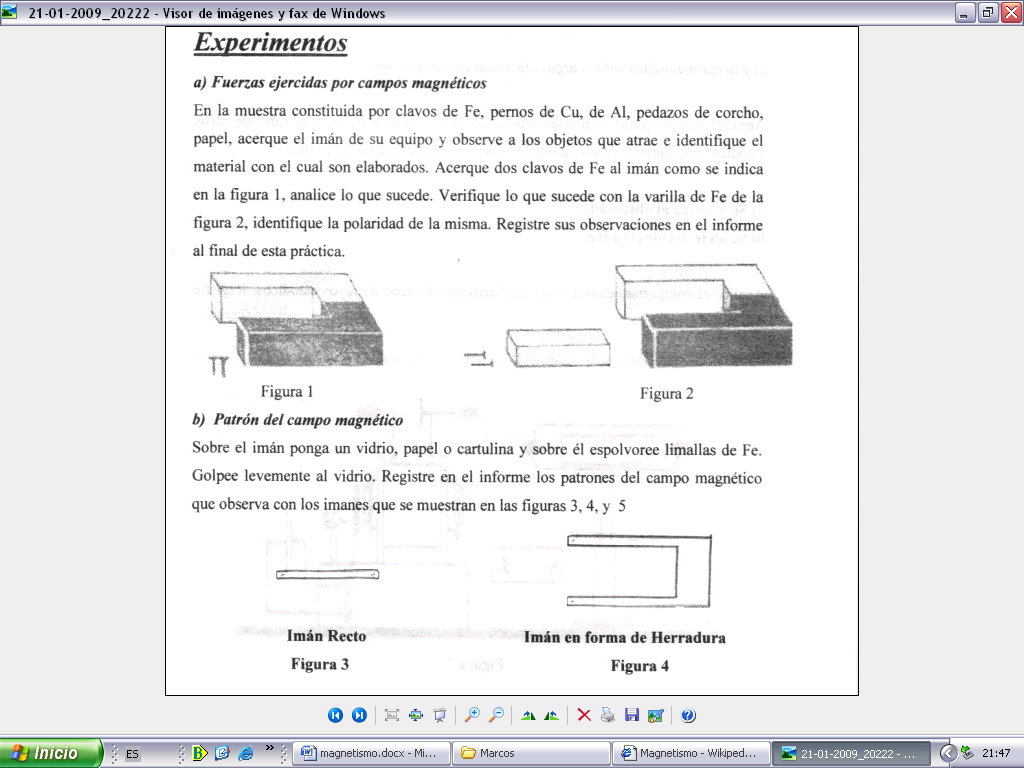 21-01-2009_20222 - Visor de imágenes y fax de Windows
Experimentos
a) Fuerzas ejercidas por campos magnéticos
En la muestra constituida por clavos de Fe, pernos de Cu, de Al, pedazos de corcho,
papel, acerque el imán de su equipo y observe a los objetos que atrae e identifique el
material con el cual son elaborados. Acerque dos clavos de Fe al imán como se indica
en la figura 1, analice lo que sucede. Verifique lo que sucede con la varilla de Fe de la
figura 2, identifique la polaridad de la misma. Registre sus observaciones en el informe
al final de esta práctica.
Figura 1
Figura 2
b) Patrón del campo magnético
Sobre el imán ponga un vidrio, papel o cartulina y sobre él espolvoree limallas de Fe.
Golpee levemente al vidrio. Registre en el informe los patrones del campo magnético
que observa con los imanes que se muestran en las figuras 3, 4, y 5
Imán Recto
Imán en forma de Herradura
Figura 3
Figura 4
Inicio
ES
magnetismo.docx - Mi...
Marcos
Magnetismo - Wikiped...
21-01-2009_20222 - ...
21:47